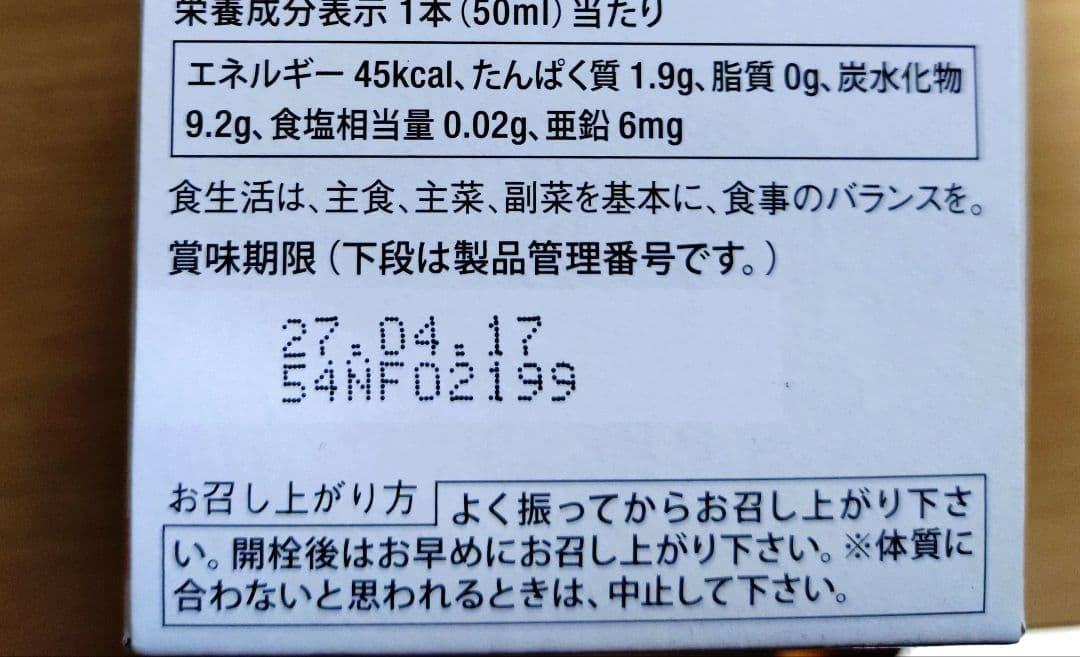 栄養成分表示 1本(50ml)当たり
エネルギー 45kcal、たんぱく質 1.9g、脂質 0g、炭水化物
9.2g、食塩相当量 0.02g、亜鉛 6mg
食生活は、主食、主菜、副菜を基本に、食事のバランスを。
賞味期限(下段は製品管理番号です。)
27.04.17
54NF02199
お召し上がり方 よく振ってからお召し上がり下さ
い。開栓後はお早めにお召し上がり下さい。※体質に
合わないと思われるときは、中止して下さい。